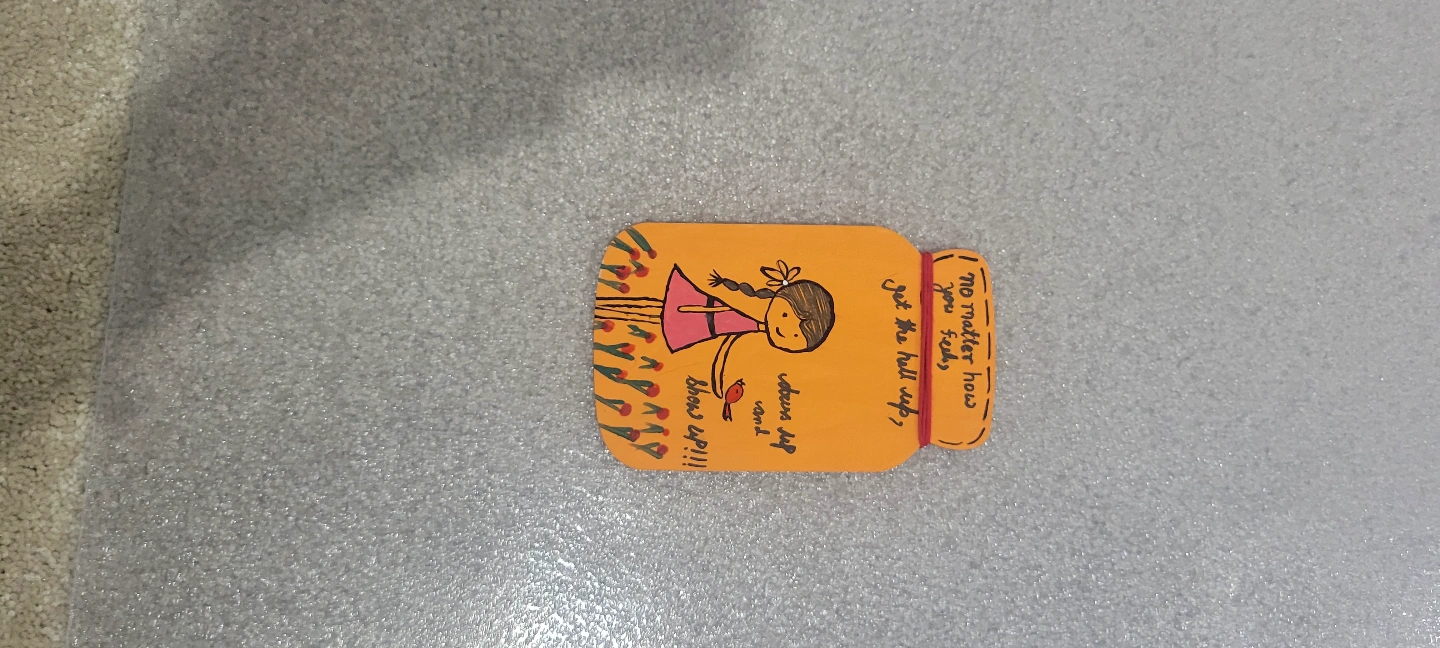 no matter how
you feel,
get the hell up,
dress up
and
Show up!!!